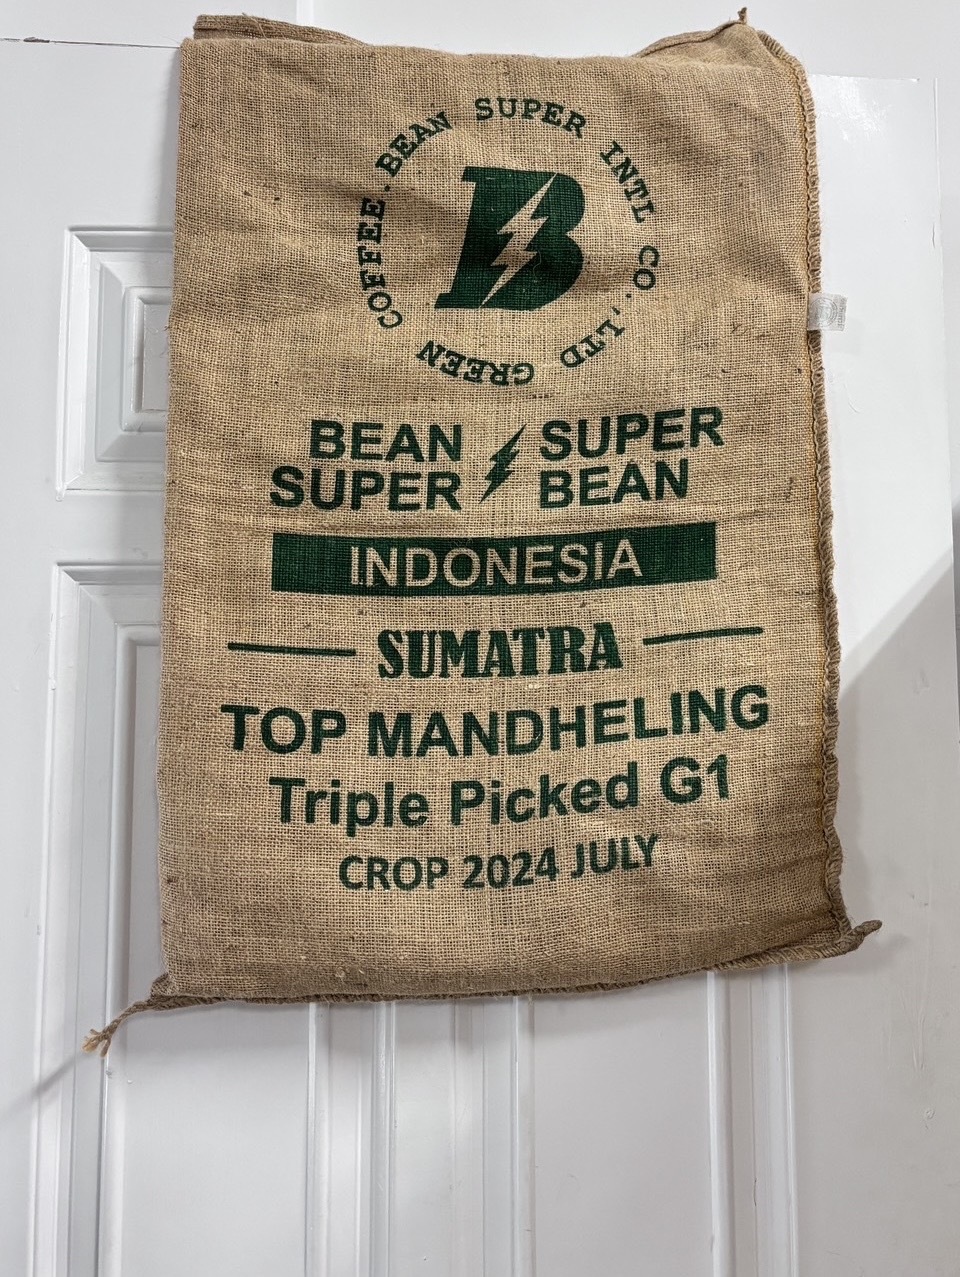 BEAN SUPER INTL CO.,LTD GREEN COFFEE.
B
BEAN SUPER
SUPER BEAN
INDONESIA
SUMATRA
TOP MANDHELING
Triple Picked G1
CROP 2024 JULY